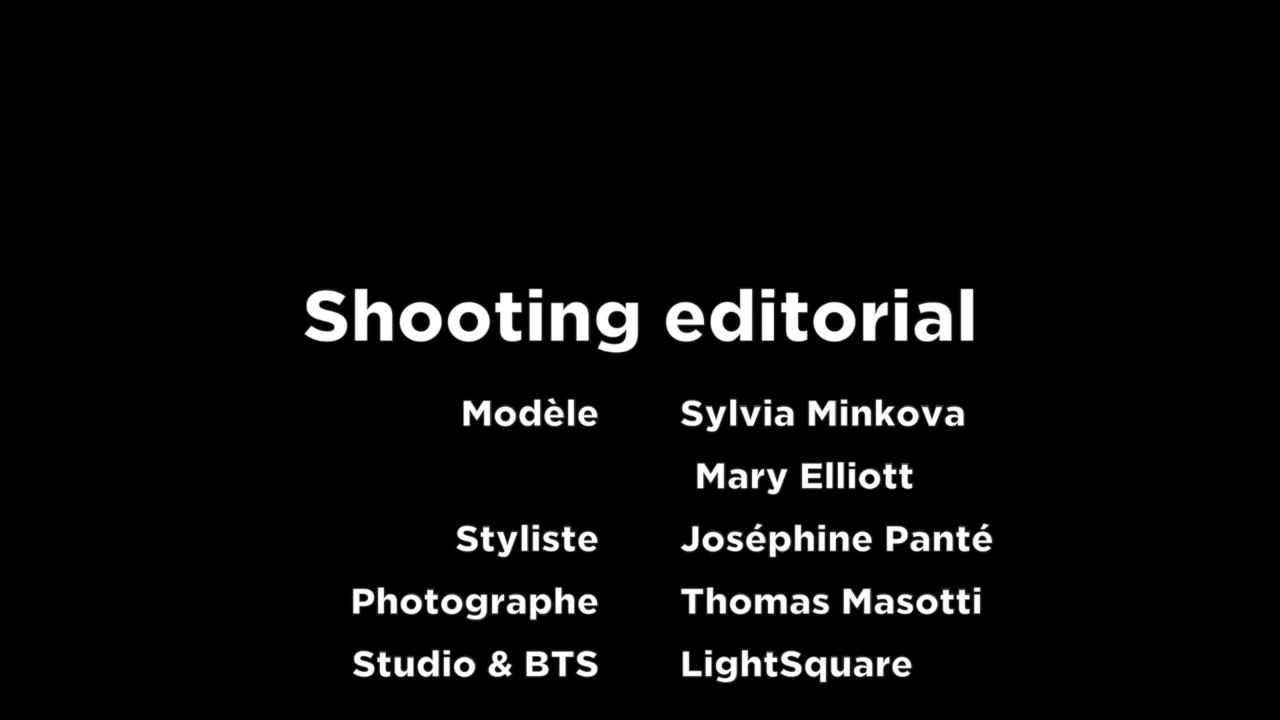 Shooting editorial
Modèle Sylvia Minkova
Mary Elliott
Styliste Joséphine Panté
Photographe Thomas Masotti
Studio & BTS LightSquare